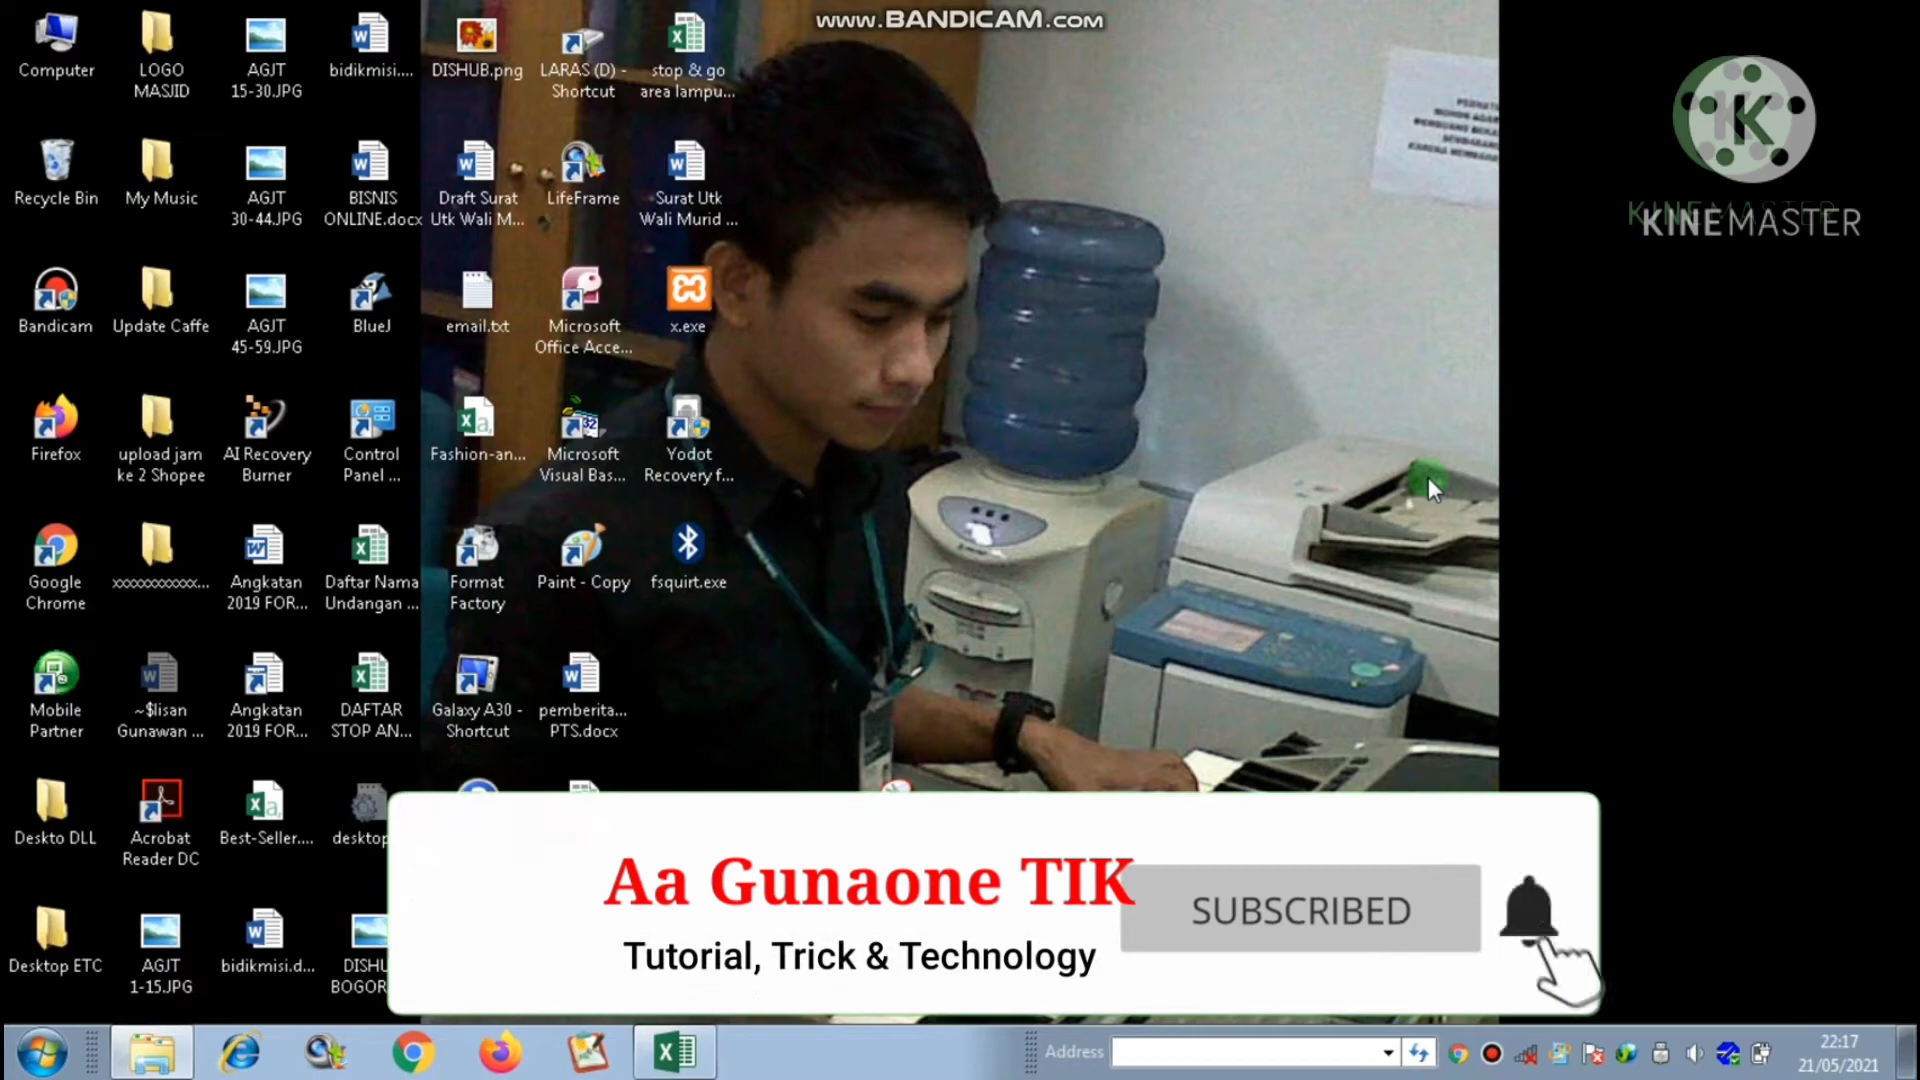 www.BANDICAM.com
KINEMASTER
Computer
LOGO
MASJID
AGJT
15-30.JPG
bidikmisi....
DISHUB.png
LARAS (D) -
Shortcut
stop & go
area lampu...
Recycle Bin
My Music
AGJT
30-44.JPG
BISNIS
ONLINE.docx
Draft Surat
Utk Wali M...
LifeFrame
Surat Utk
Wali Murid ...
Bandicam
Update Caffe
AGJT
45-59.JPG
BlueJ
email.txt
Microsoft
Office Acce...
x.exe
Firefox
upload jam
ke 2 Shopee
AI Recovery
Burner
Control
Panel ...
Fashion-an...
Microsoft
Visual Bas...
Yodot
Recovery f...
Google
Chrome
xxxxxxxxxxx...
Angkatan
2019 FOR...
Daftar Nama
Undangan ...
Format
Factory
Paint - Copy
fsquirt.exe
Mobile
Partner
~$lisan
Gunawan ...
Angkatan
2019 FOR...
DAFTAR
STOP AN...
Galaxy A30 -
Shortcut
pemberita...
PTS.docx
Deskto DLL
Acrobat
Reader DC
Best-Seller....
desktop
Desktop ETC
AGJT
1-15.JPG
bidikmisi.d...
DISHU
BOGOR
Aa Gunaone TIK
Tutorial, Trick & Technology
SUBSCRIBED
Address
22:17
21/05/2021